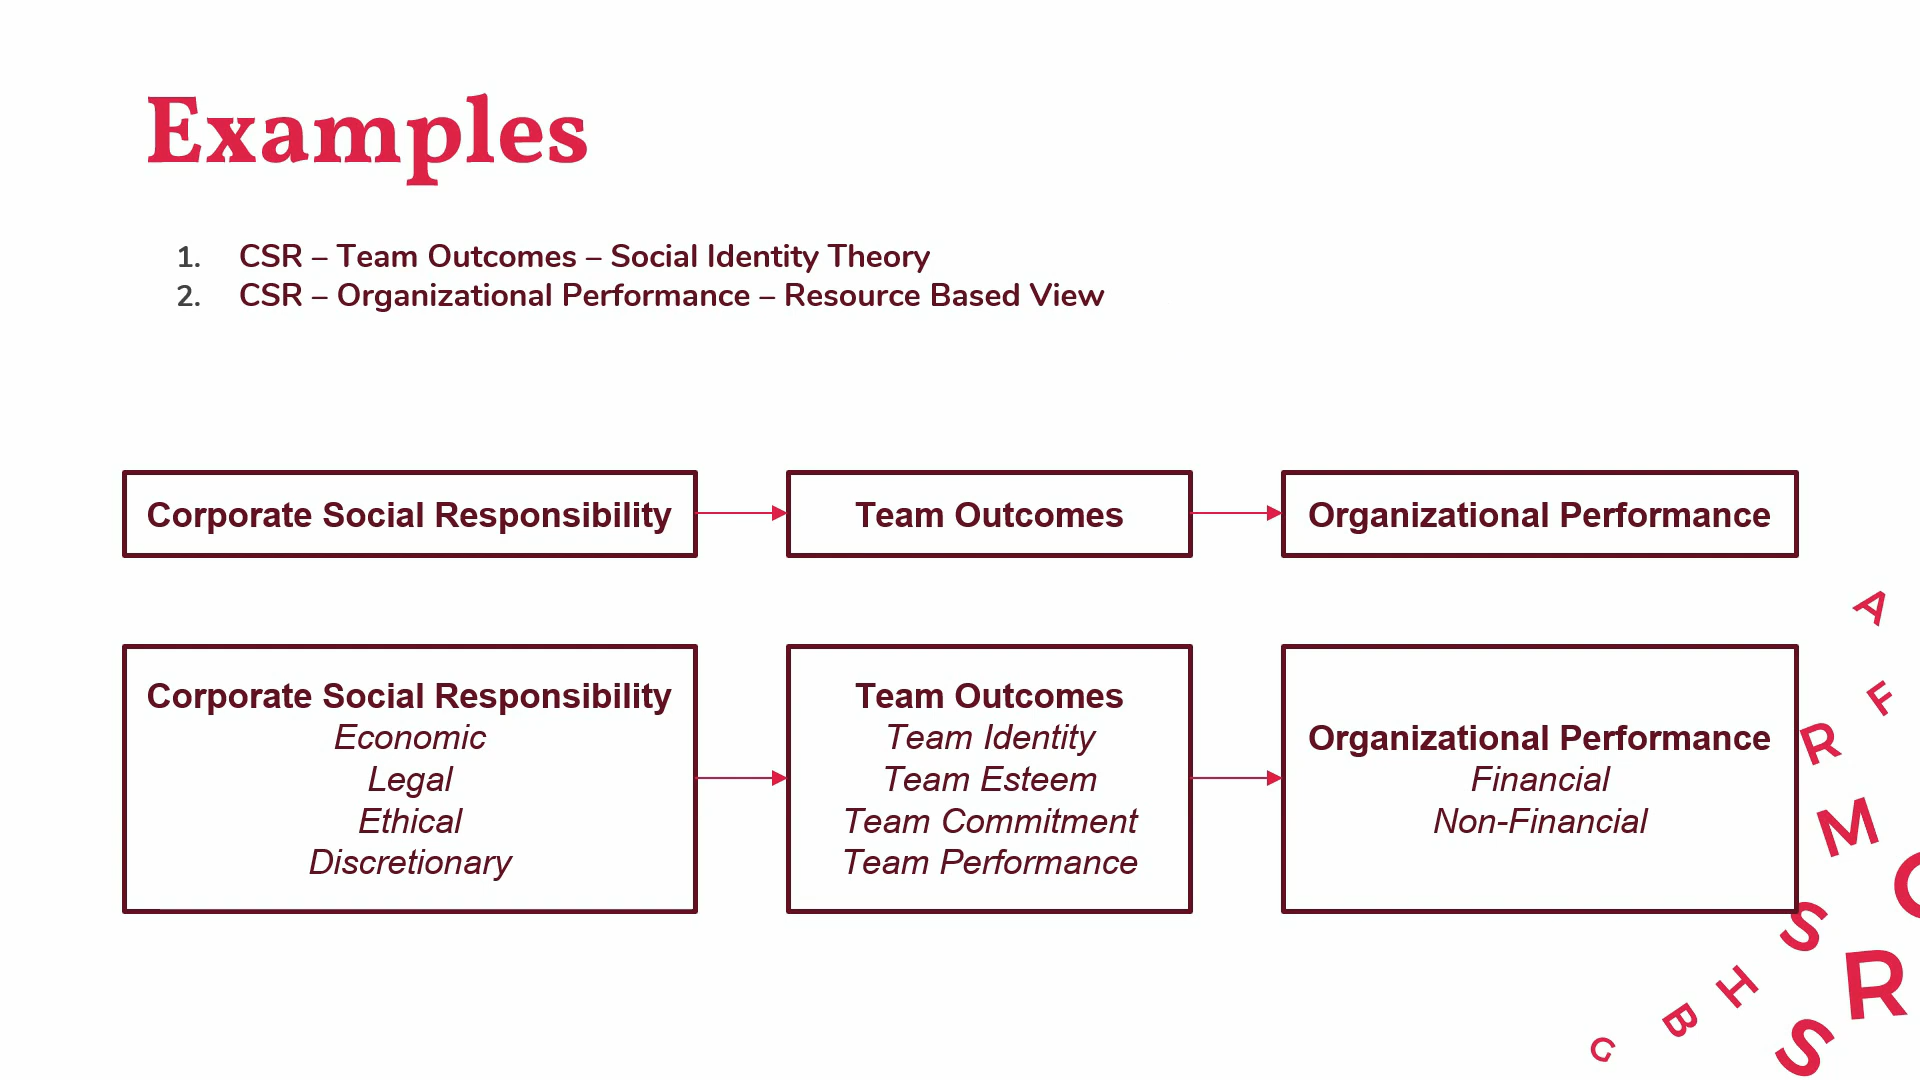 Examples
1. CSR – Team Outcomes – Social Identity Theory
2. CSR – Organizational Performance – Resource Based View
Corporate Social Responsibility
Team Outcomes
Organizational Performance
Corporate Social Responsibility
Economic
Legal
Ethical
Discretionary
Team Outcomes
Team Identity
Team Esteem
Team Commitment
Team Performance
Organizational Performance
Financial
Non-Financial
A
F
R
M
S
R
H
B
S
C